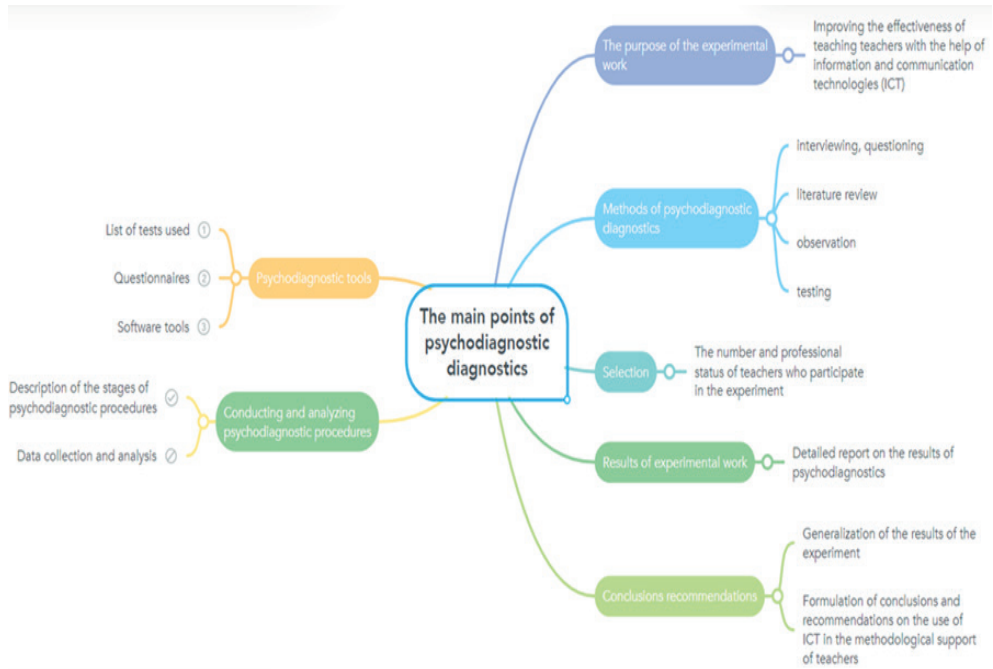 The purpose of the experimental
work
Improving the effectiveness of
teaching teachers with the help of
information and communication
technologies (ICT)
Methods of psychodiagnostic
diagnostics
interviewing, questioning
literature review
observation
testing
List of tests used 1
Questionnaires 2
Software tools 3
Psychodiagnostic tools
The main points of
psychodiagnostic
diagnostics
Selection
The number and professional
status of teachers who participate
in the experiment
Description of the stages of
psychodiagnostic procedures
Data collection and analysis
Conducting and analyzing
psychodiagnostic procedures
Results of experimental work
Detailed report on the results of
psychodiagnostics
Conclusions recommendations
Generalization of the results of the
experiment
Formulation of conclusions and
recommendations on the use of
ICT in the methodological support
of teachers